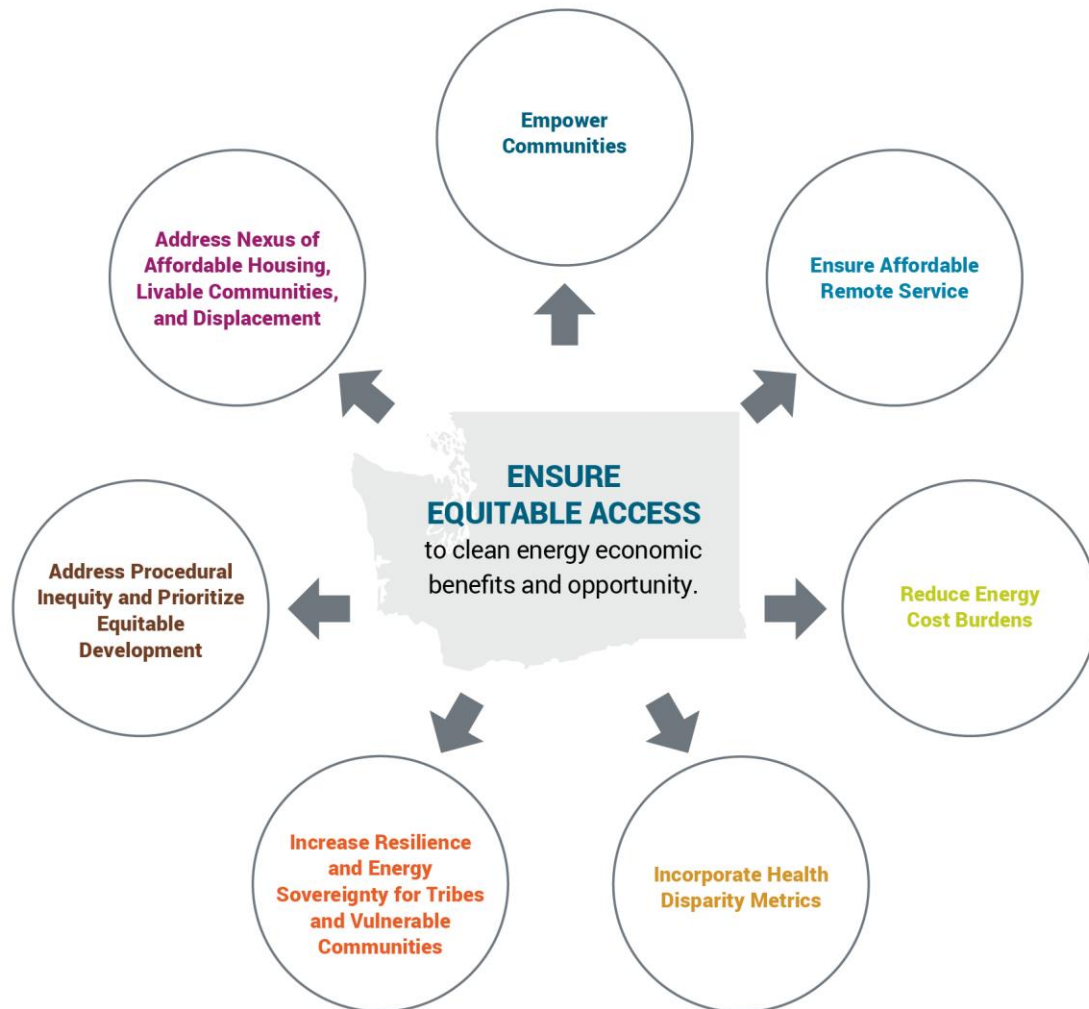 Empower
Communities
Address Nexus of
Affordable Housing,
Livable Communities,
and Displacement
Ensure Affordable
Remote Service
ENSURE
EQUITABLE ACCESS
to clean energy economic
benefits and opportunity.
Address Procedural
Inequity and Prioritize
Equitable
Development
Reduce Energy
Cost Burdens
Increase Resilience
and Energy
Sovereignty for Tribes
and Vulnerable
Communities
Incorporate Health
Disparity Metrics